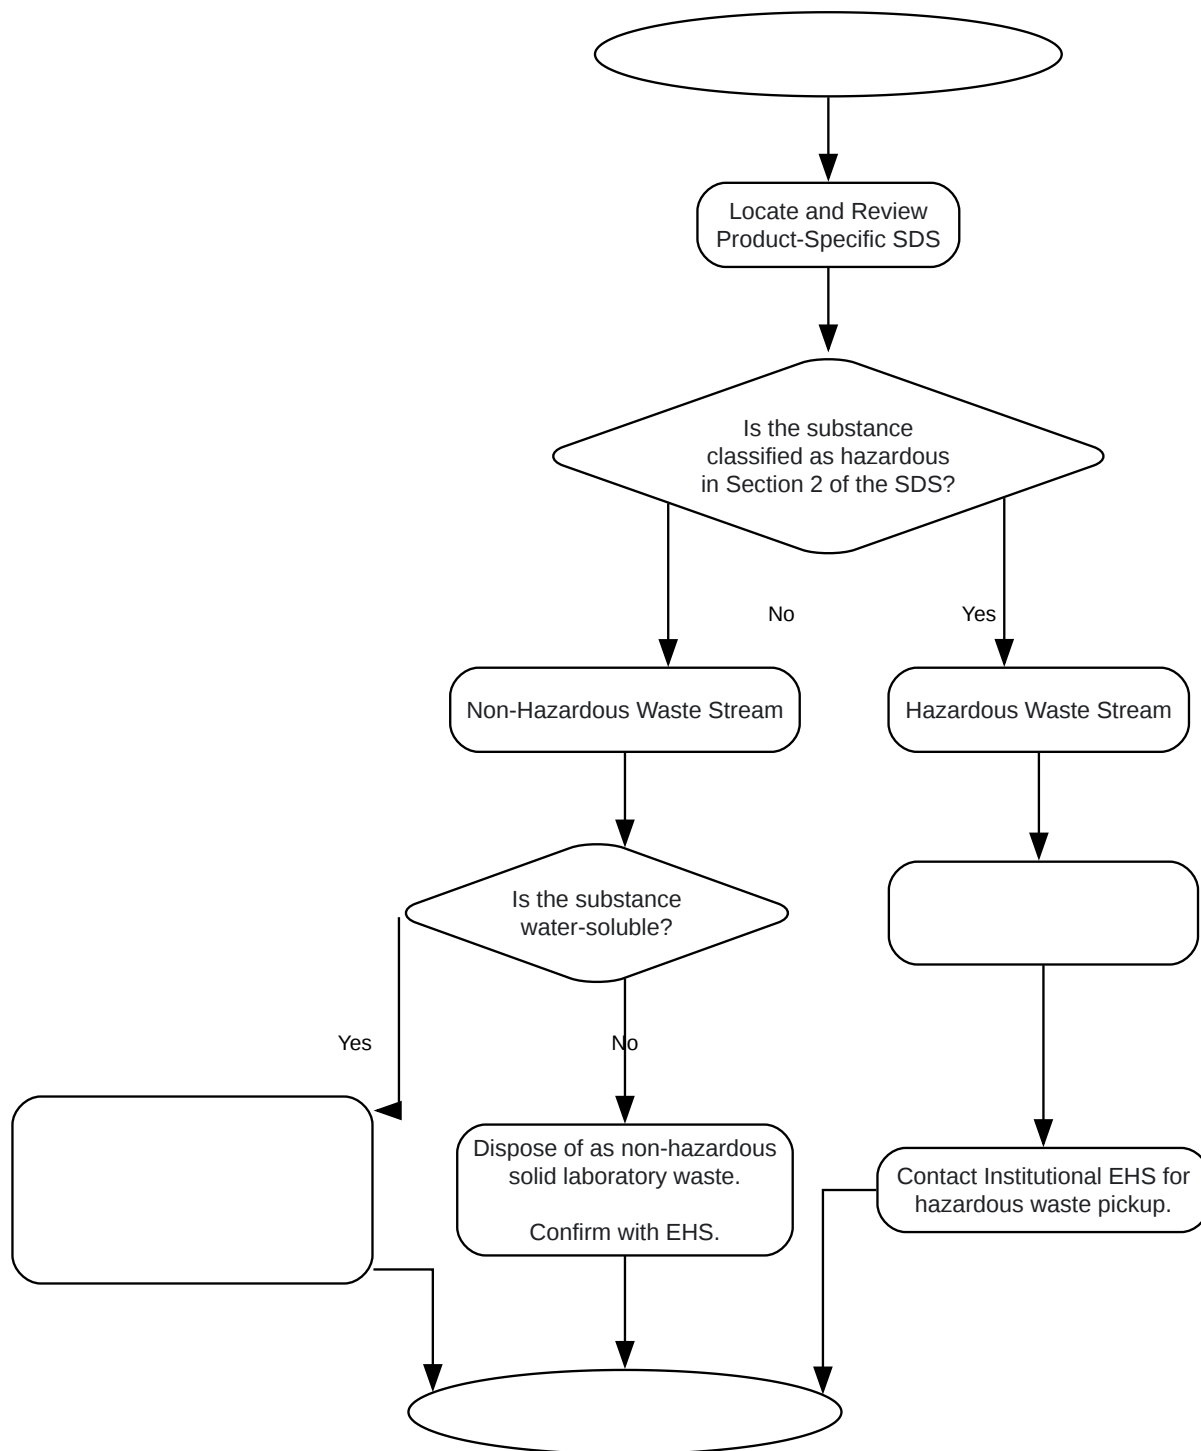 Locate and Review
Product-Specific SDS
Is the substance
classified as hazardous
in Section 2 of the SDS?
No
Yes
Non-Hazardous Waste Stream
Hazardous Waste Stream
Is the substance
water-soluble?
Yes
No
Dispose of as non-hazardous
solid laboratory waste.
Confirm with EHS.
Contact Institutional EHS for
hazardous waste pickup.